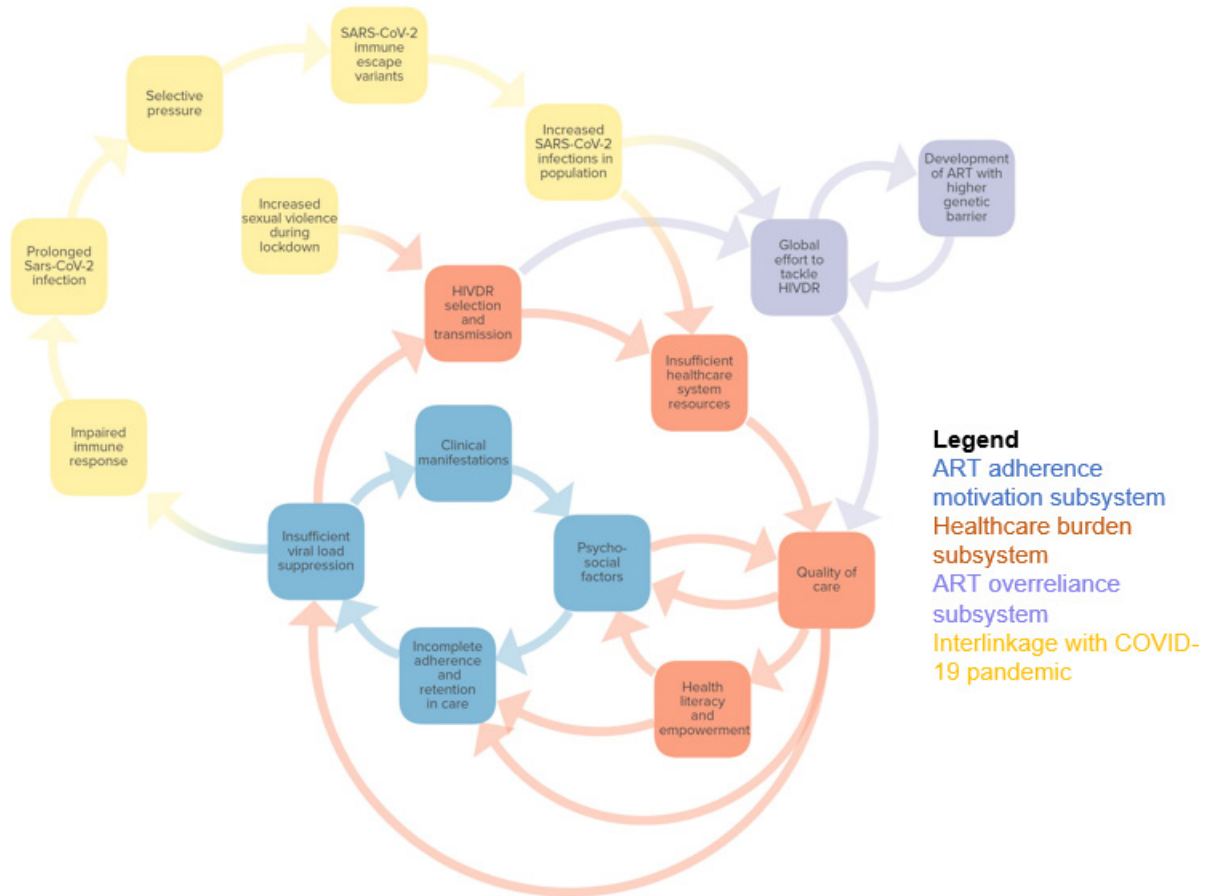 SARS-CoV-2
immune
escape
variants
Selective
pressure
Increased
SARS-CoV-2
infections in
population
Development
of ART with
higher
genetic
barrier
Increased
sexual violence
during
lockdown
Prolonged
Sars-CoV-2
infection
Global
effort to
tackle
HIVDR
HIVDR
selection
and
transmission
Insufficient
healthcare
system
resources
Impaired
immune
response
Clinical
manifestations
Insufficient
viral load
suppression
Psycho-
social
factors
Quality of
care
Incomplete
adherence
and
retention
in care
Health
literacy
and
empowerment
Legend
ART adherence
motivation subsystem
Healthcare burden
subsystem
ART overreliance
subsystem
Interlinkage with COVID-
19 pandemic